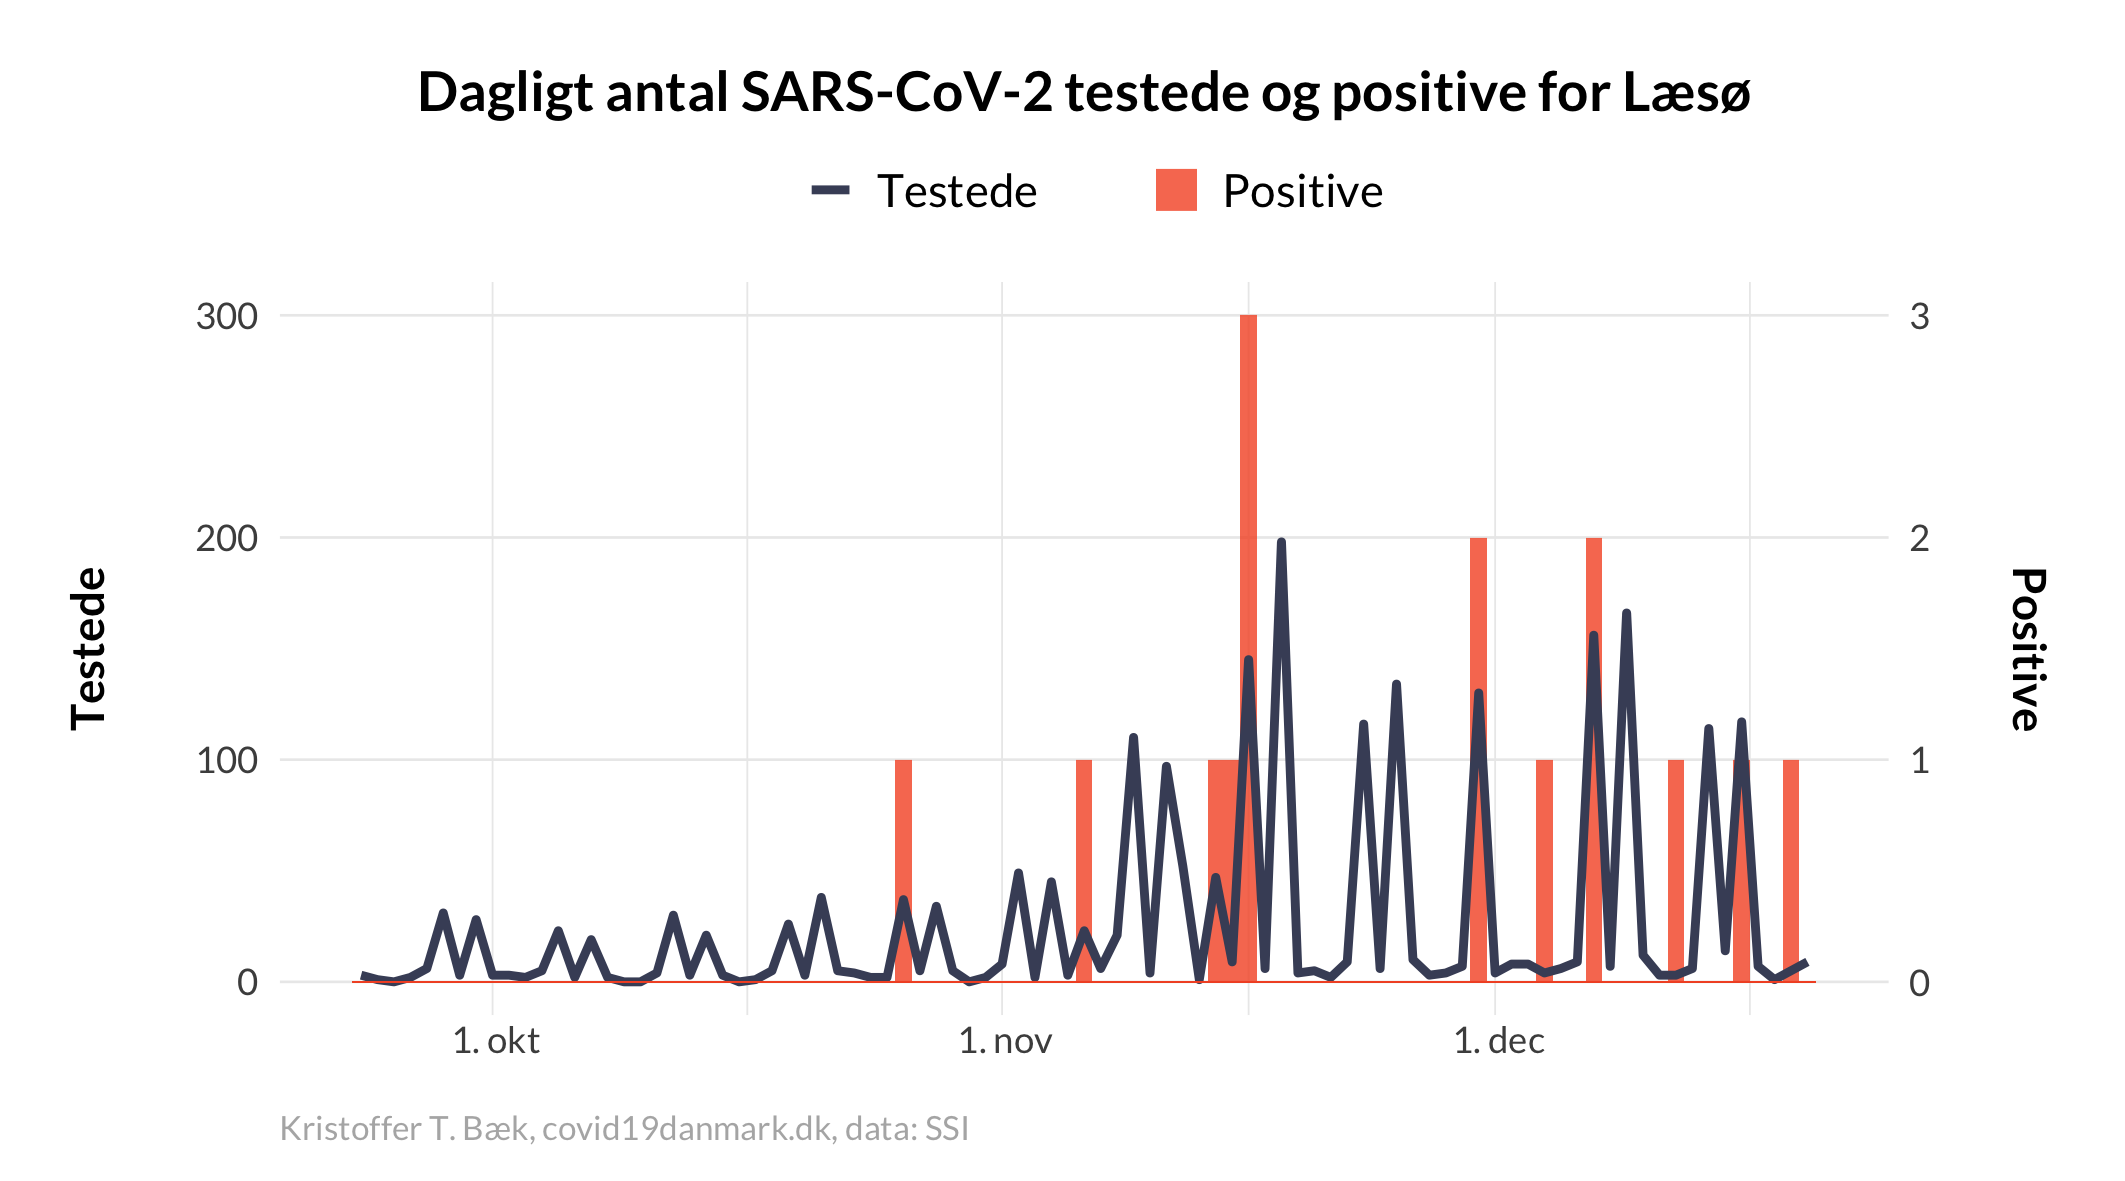 Dagligt antal SARS-CoV-2 testede og positive for Læsø
Testede Positive
300
200
100
0
3
2
1
0
Testede
Positive
1. okt 1. nov 1. dec
Kristoffer T. Bæk, covid19danmark.dk, data: SSI